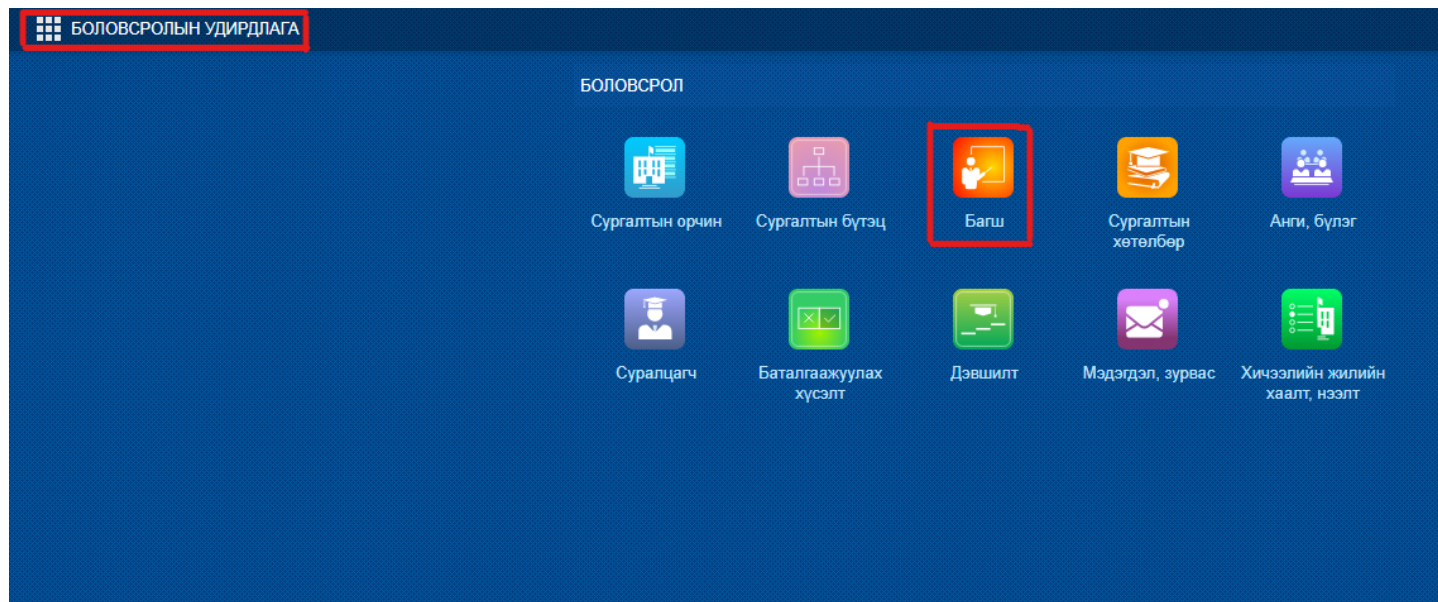 БОЛОВСРОЛЫН УДИРДЛАГА
БОЛОВСРОЛ
Сургалтын орчин
Сургалтын бүтэц
Багш
Сургалтын
хөтөлбөр
Анги, бүлэг
Суралцагч
Баталгаажуулах
хүсэлт
Дэвшилт
Мэдэгдэл, зурвас
Хичээлийн жилийн
хаалт, нээлт